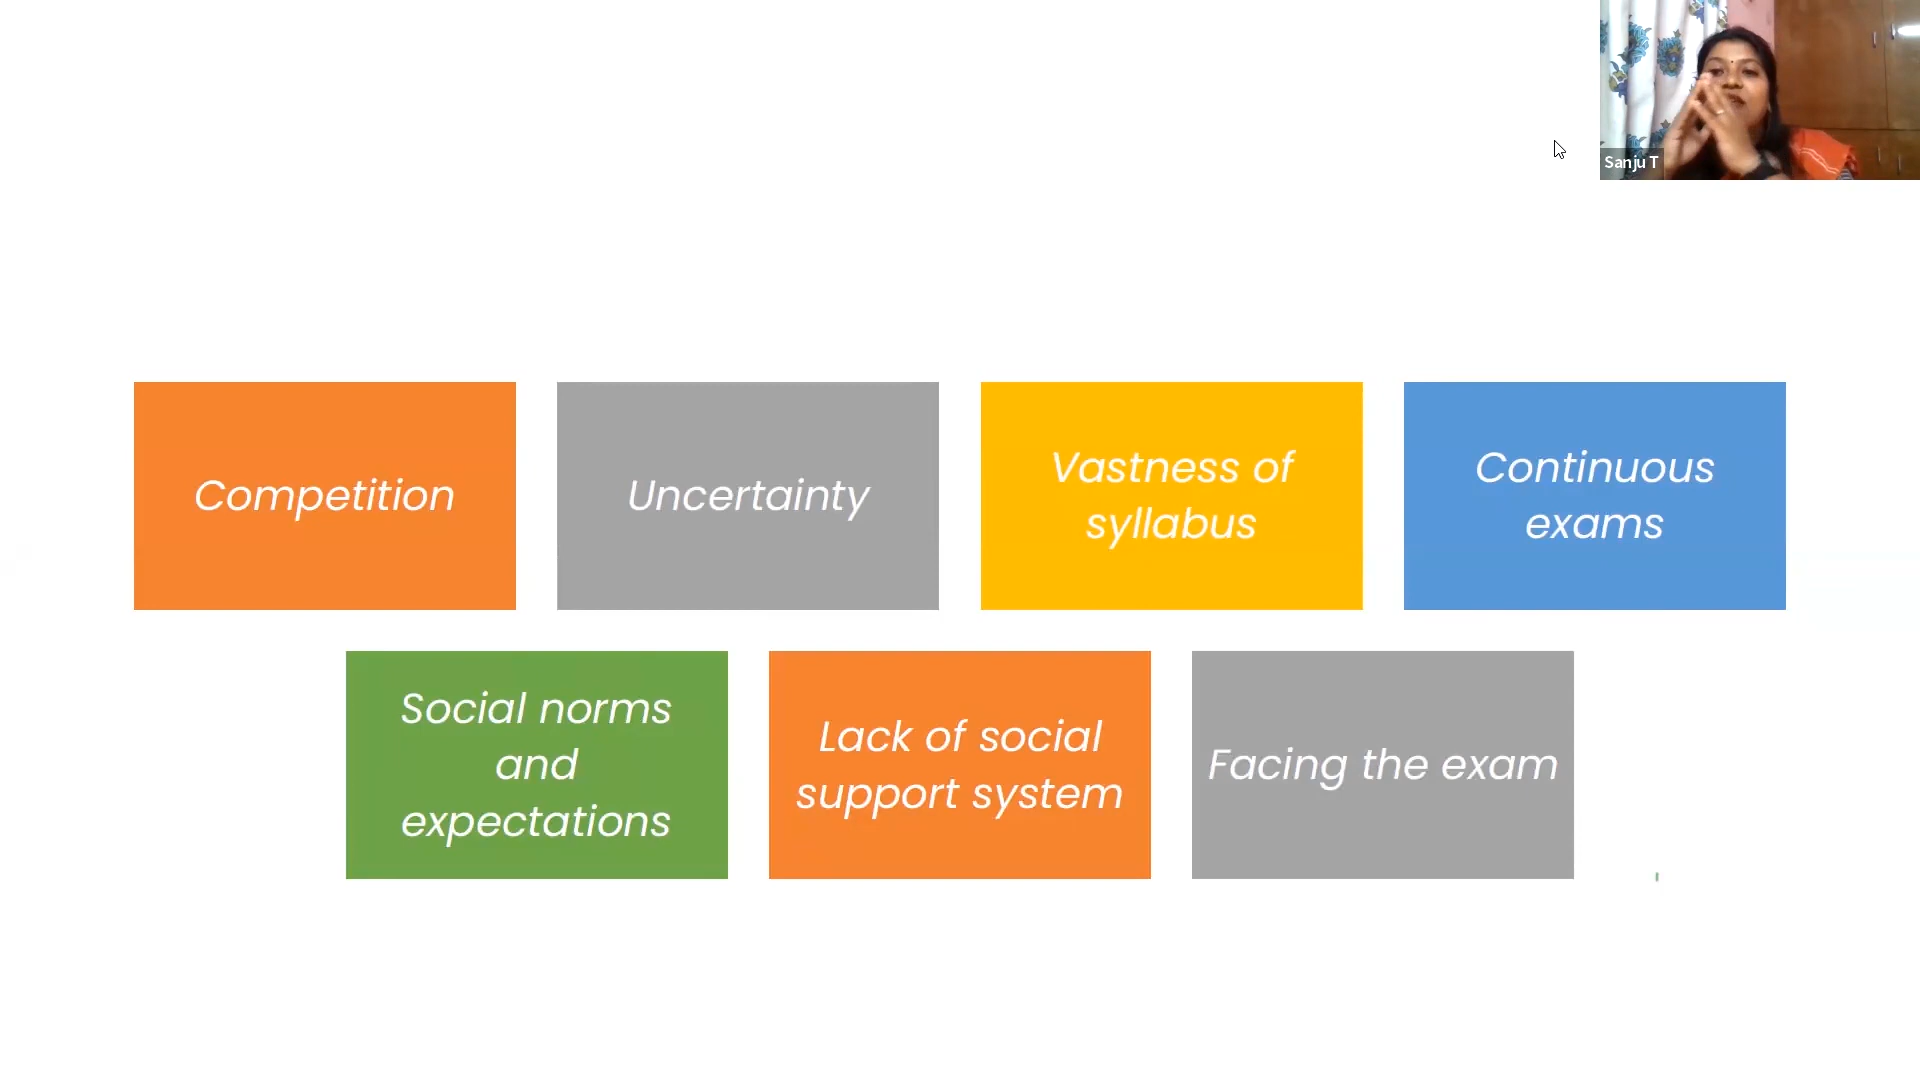 Sanju T
Competition
Uncertainty
Vastness of
syllabus
Continuous
exams
Social norms
and
expectations
Lack of social
support system
Facing the exam